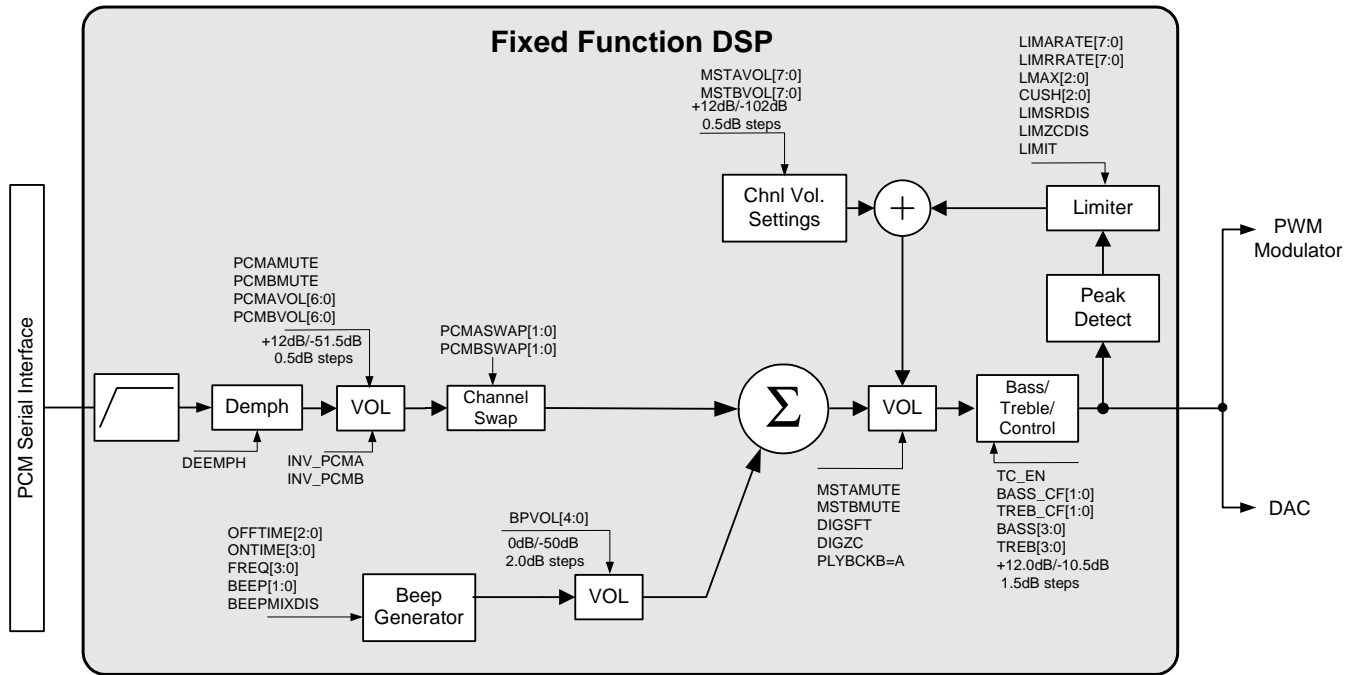 Fixed Function DSP
LIMARATE[7:0]
LIMRRATE[7:0]
LMAX[2:0]
CUSH[2:0]
LIMSRDIS
LIMZCDIS
LIMIT
MSTAVOL[7:0]
MSTBVOL[7:0]
+12dB/-102dB
0.5dB steps
Chnl Vol.
Settings
+
Limiter
PWM
Modulator
Peak
Detect
PCM Serial Interface
PCMAMUTE
PCMBMUTE
PCMAVOL[6:0]
PCMBVOL[6:0]
+12dB/-51.5dB
0.5dB steps
PCMASWAP[1:0]
PCMBSWAP[1:0]
Demph
VOL
Channel
Swap
Σ
VOL
Bass/
Treble/
Control
DEEMPH
INV_PCMA
INV_PCMB
MSTAMUTE
MSTBMUTE
DIGSFT
DIGZC
PLYBCKB=A
TC_EN
BASS_CF[1:0]
TREB_CF[1:0]
BASS[3:0]
TREB[3:0]
+12.0dB/-10.5dB
1.5dB steps
DAC
OFFTIME[2:0]
ONTIME[3:0]
FREQ[3:0]
BEEP[1:0]
BEEPMIXDIS
BPVOL[4:0]
0dB/-50dB
2.0dB steps
Beep
Generator
VOL